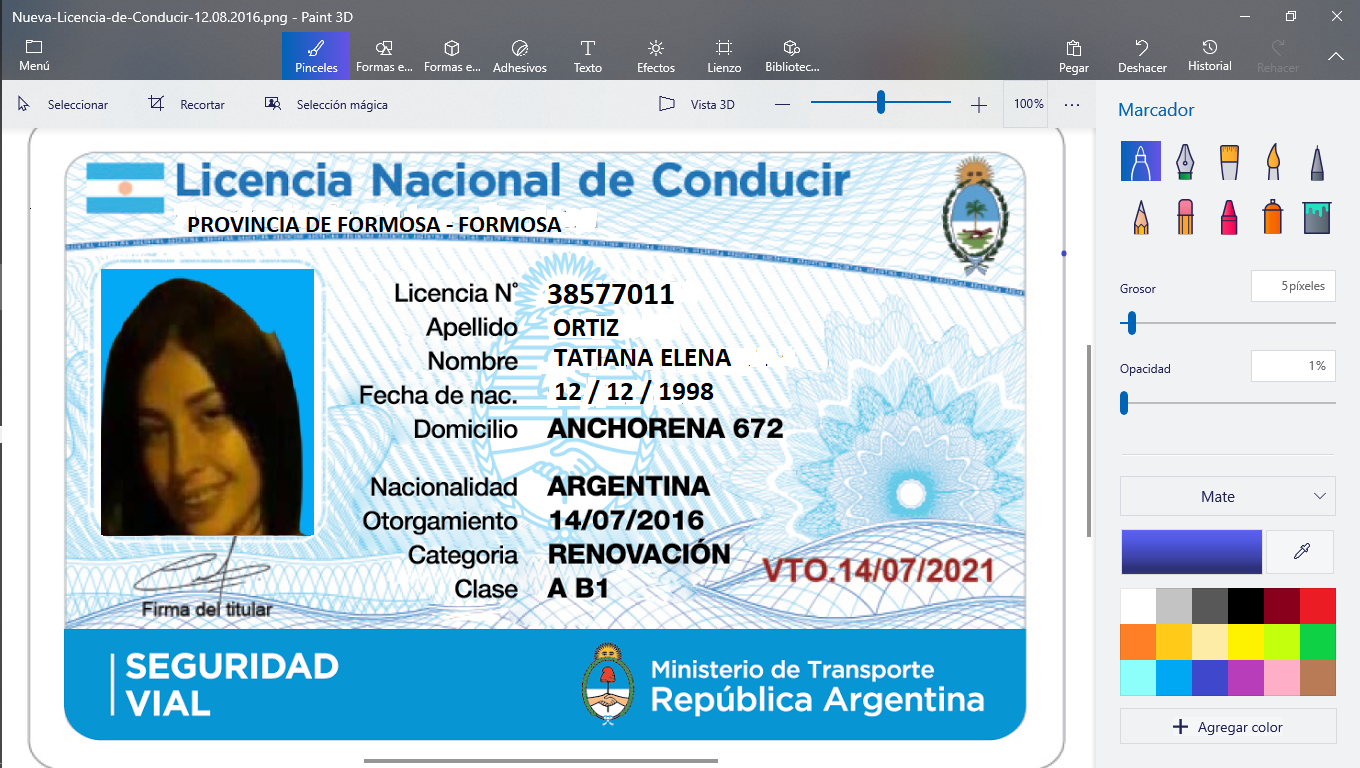 Nueva-Licencia-de-Conducir-12.08.2016.png - Paint 3D
Menú
Pinceles
Formas e...
Formas e...
Adhesivos
Texto
Efectos
Lienzo
Bibliotec...
Pegar
Deshacer
Historial
Rehacer
Seleccionar
Recortar
Selección mágica
Vista 3D
100%
Marcador
Grosor
5píxeles
Opacidad
1%
Mate
Agregar color
Licencia Nacional de Conducir
PROVINCIA DE FORMOSA - FORMOSA
Licencia N° 38577011
Apellido ORTIZ
Nombre TATIANA ELENA
Fecha de nac. 12 / 12 / 1998
Domicilio ANCHORENA 672
Nacionalidad ARGENTINA
Otorgamiento 14/07/2016
Categoria RENOVACIÓN
Clase A B1
VTO.14/07/2021
Firma del titular
SEGURIDAD
VIAL
Ministerio de Transporte
República Argentina